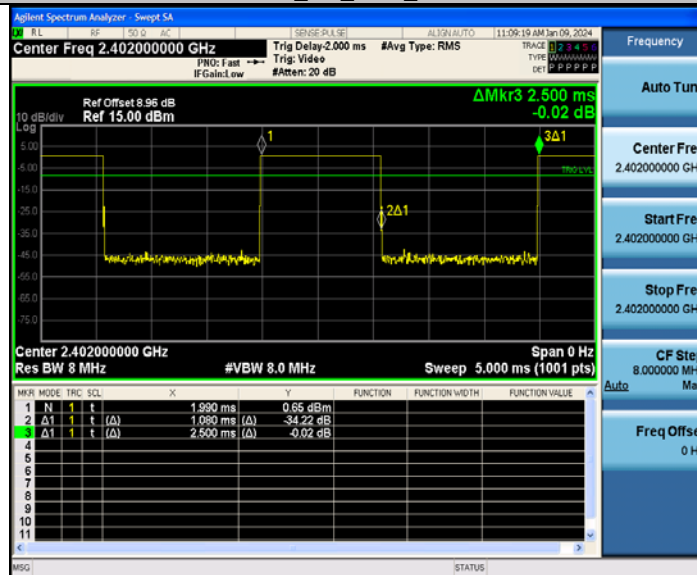 Agilent Spectrum Analyzer - Swept SA
RL RF 50 Ω AC SENSE:PULSE ALIGN AUTO 11:09:19 AM Jan 09, 2024
Center Freq 2.402000000 GHz
PNO: Fast
IFGain:Low
Trig Delay-2.000 ms
Trig: Video
#Atten: 20 dB
#Avg Type: RMS
TRACE 1 2 3 4 5 6
TYPE
DET P P P P P P
Ref Offset 8.96 dB
10 dB/div Ref 15.00 dBm
Log
ΔMkr3 2.500 ms
-0.02 dB
5.00
-5.00
-15.0
-25.0
-35.0
-45.0
-55.0
-65.0
-75.0
1
2Δ1
3Δ1
TRIG LVL
Center 2.402000000 GHz Span 0 Hz
Res BW 8 MHz #VBW 8.0 MHz Sweep 5.000 ms (1001 pts)
MKR MODE TRC SCL X Y FUNCTION FUNCTION WIDTH FUNCTION VALUE
1 N 1 t 1.990 ms 0.65 dBm
2 Δ1 1 t (Δ) 1.080 ms (Δ) -34.22 dB
3 Δ1 1 t (Δ) 2.500 ms (Δ) -0.02 dB
4
5
6
7
8
9
10
11
MSG STATUS
Frequency
Auto Tun
Center Fre
2.402000000 GH
Start Fre
2.402000000 GH
Stop Fre
2.402000000 GH
CF Ste
8.000000 MH
Auto Ma
Freq Offse
0 H